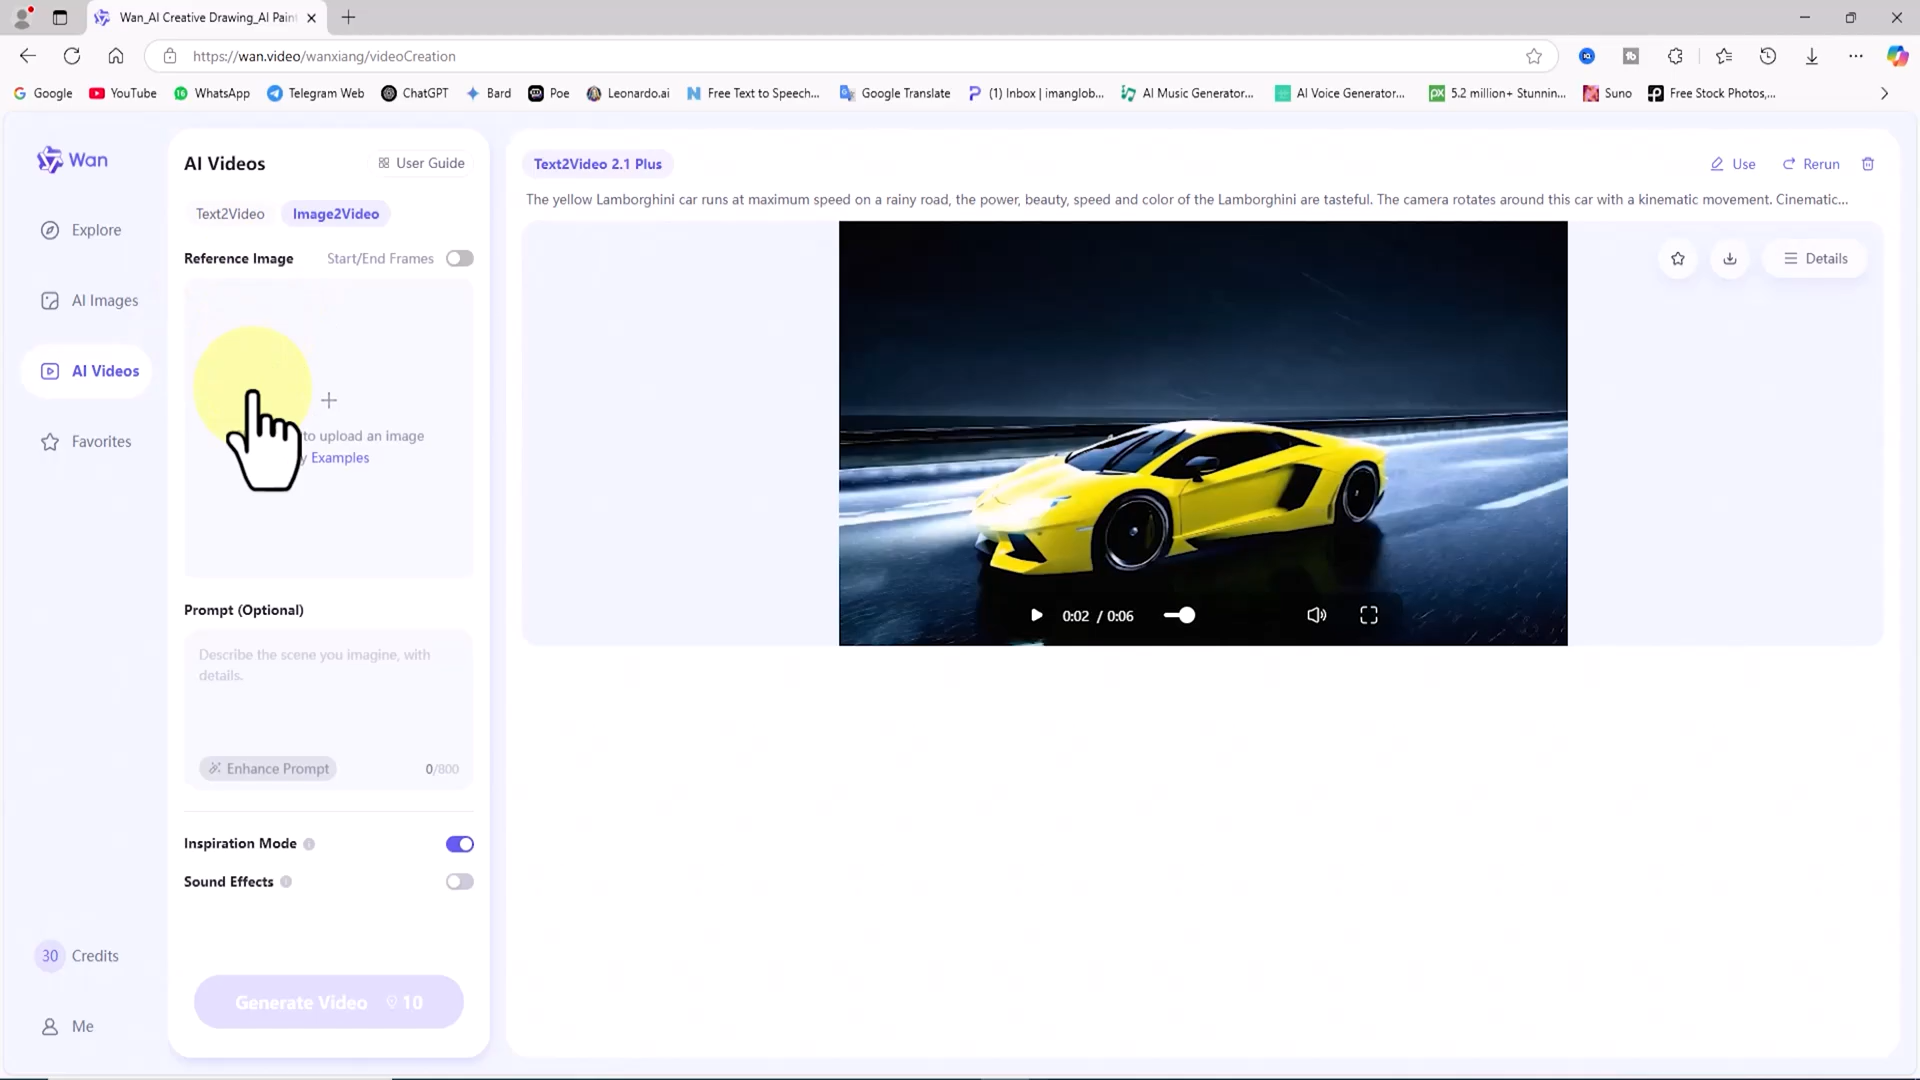 Wan_AI Creative Drawing_AI Pain
https://wan.video/wanxiang/videoCreation
Google YouTube WhatsApp Telegram Web ChatGPT Bard Poe Leonardo.ai Free Text to Speech... Google Translate (1) Inbox | imanglob... AI Music Generator... AI Voice Generator... 5.2 million+ Stunnin... Suno Free Stock Photos,...
Wan
Explore
AI Images
AI Videos
Favorites
30 Credits
Me
AI Videos User Guide
Text2Video Image2Video
Reference Image Start/End Frames
to upload an image
Examples
Prompt (Optional)
Describe the scene you imagine, with
details.
Enhance Prompt 0/800
Inspiration Mode
Sound Effects
Generate Video 10
Text2Video 2.1 Plus Use Rerun
The yellow Lamborghini car runs at maximum speed on a rainy road, the power, beauty, speed and color of the Lamborghini are tasteful. The camera rotates around this car with a kinematic movement. Cinematic...
Details
0:02 / 0:06